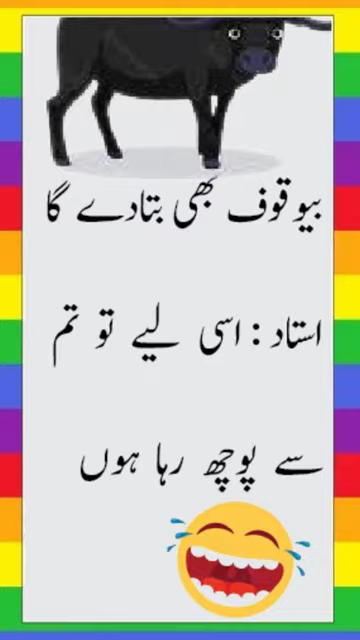 بیوقوف بھی بتادے گا
استاد : اسی لیے تو تم
سے پوچھ رہا ہوں